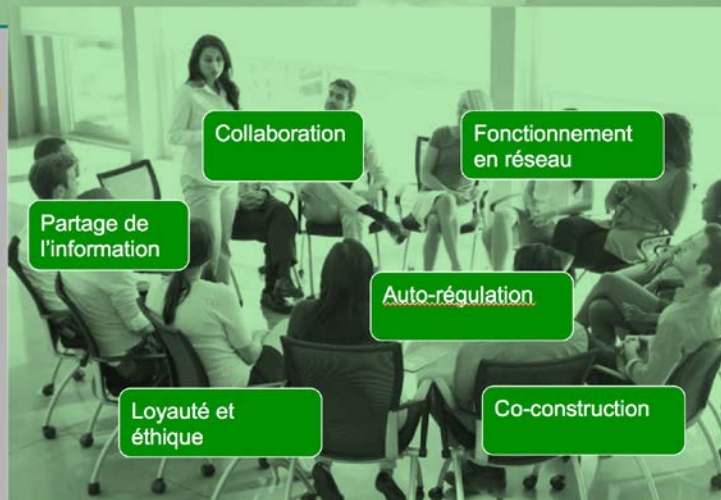 Collaboration
Fonctionnement
en réseau
Partage de
l'information
Auto-régulation
Loyauté et
éthique
Co-construction